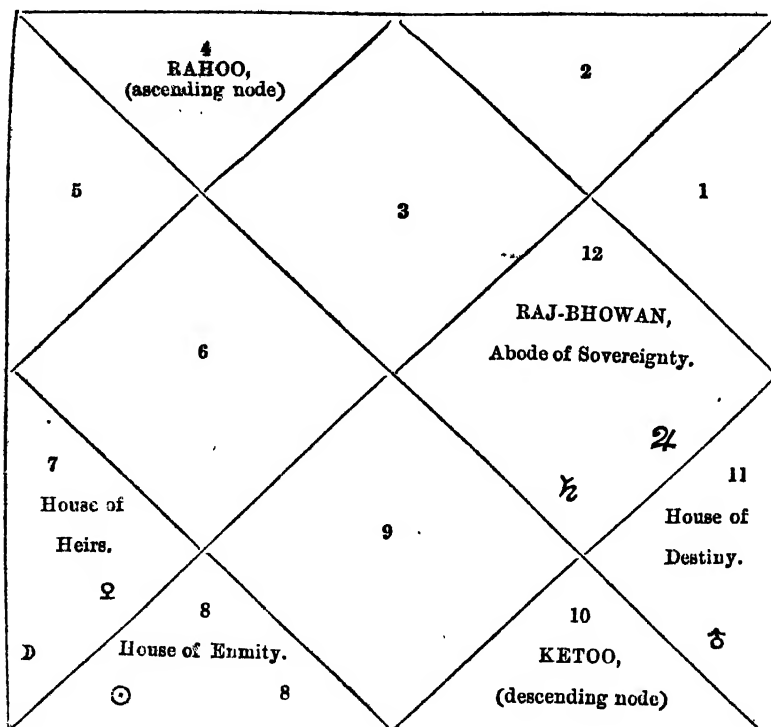 4
RAHOO,
(ascending node)
2
5
3
1
12
RAJ-BHOWAN,
Abode of Sovereignty.
6
♃
7
House of
Heirs.
♄
11
House of
Destiny.
9
♀
8
House of Enmity.
10
KETOO,
(descending node)
♂
D
☉
8